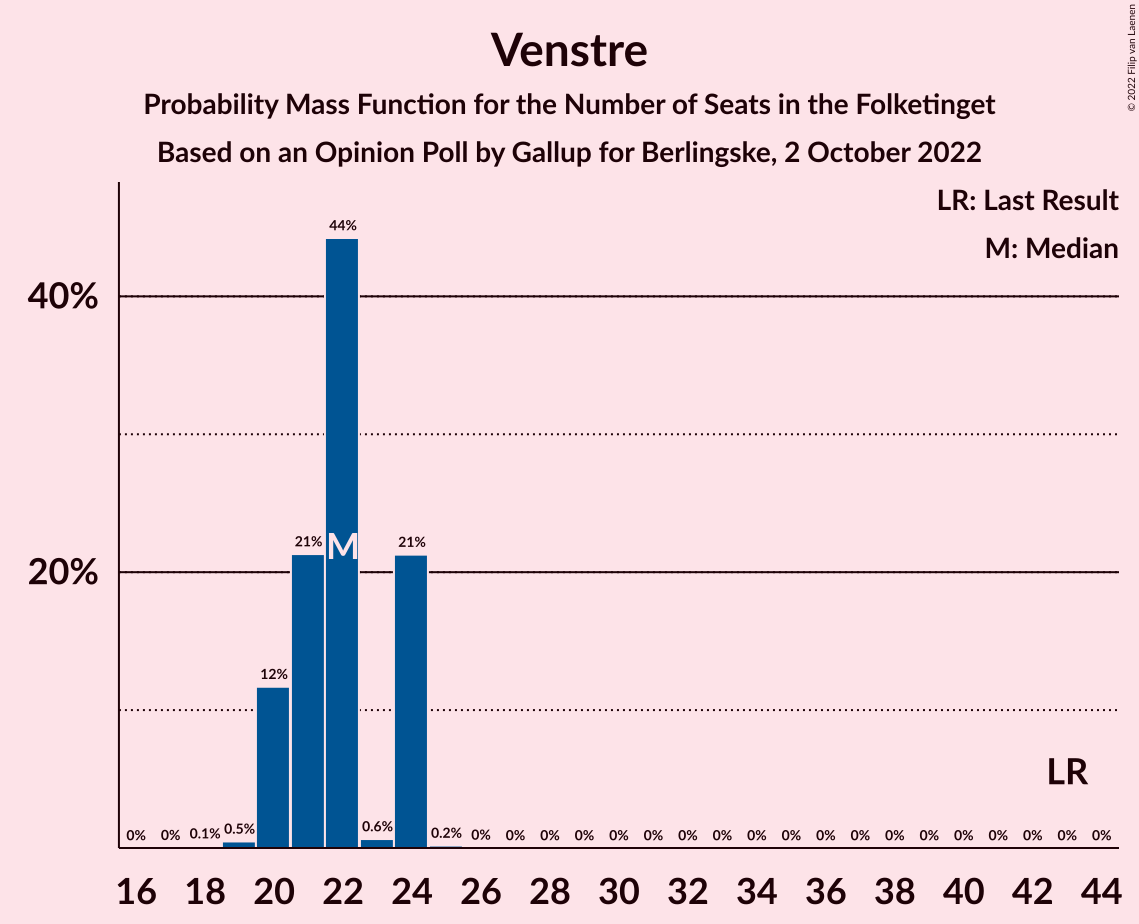 Venstre
Probability Mass Function for the Number of Seats in the Folketinget
Based on an Opinion Poll by Gallup for Berlingske, 2 October 2022
© 2022 Filip van Laenen
LR: Last Result
M: Median
40%
20%
0% 0% 0.1% 0.5% 12% 21% 44% 0.6% 21% 0.2% 0% 0% 0% 0% 0% 0% 0% 0% 0% 0% 0% 0% 0% 0% 0% 0% 0% 0% 0%
M
LR
16 18 20 22 24 26 28 30 32 34 36 38 40 42 44